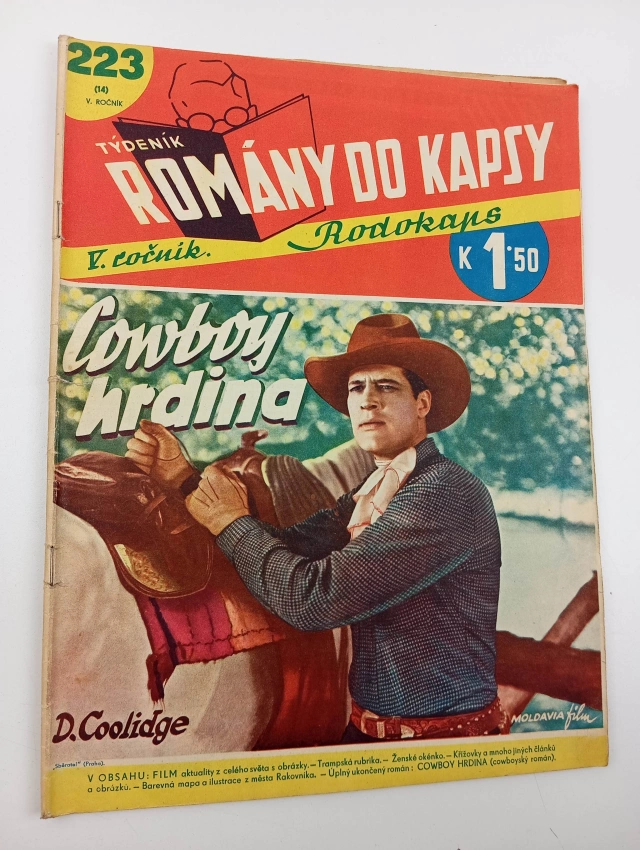 223
(14)
V. ROČNÍK
TÝDENÍK
ROMÁNY DO KAPSY
V. ročník. Rodokaps
K 1·50
Cowboy
hrdina
D. Coolidge
MOLDAVIA film
„Sběratel" (Praha).
V OBSAHU: FILM aktuality z celého světa s obrázky. — Trampská rubrika. — Ženské okénko. — Křížovky a mnoho jiných článků
a obrázků. — Barevná mapa a ilustrace z města Rakovníka. — Úplný ukončený román: COWBOY HRDINA (cowboyský román).